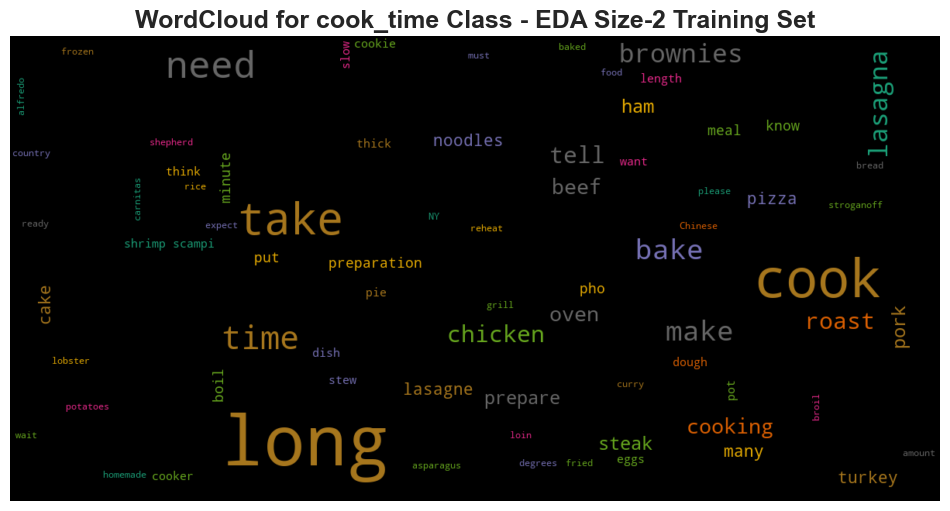 WordCloud for cook_time Class - EDA Size-2 Training Set
frozen
need
slow
cookie
must
baked
food
brownies
length
lasagna
alfredo
ham
meal
know
country
shepherd
think
rice
carnitas
minute
thick
noodles
tell
beef
want
please
pizza
bread
stroganoff
ready
expect
take
NY
reheat
Chinese
shrimp scampi
put
preparation
bake
cook
cake
pie
grill
pho
oven
chicken
make
roast
pork
time
dish
lobster
boil
stew
lasagne
prepare
curry
dough
pot
broil
potatoes
long
loin
steak
cooking
many
wait
homemade
cooker
asparagus
degrees
fried
eggs
turkey
amount